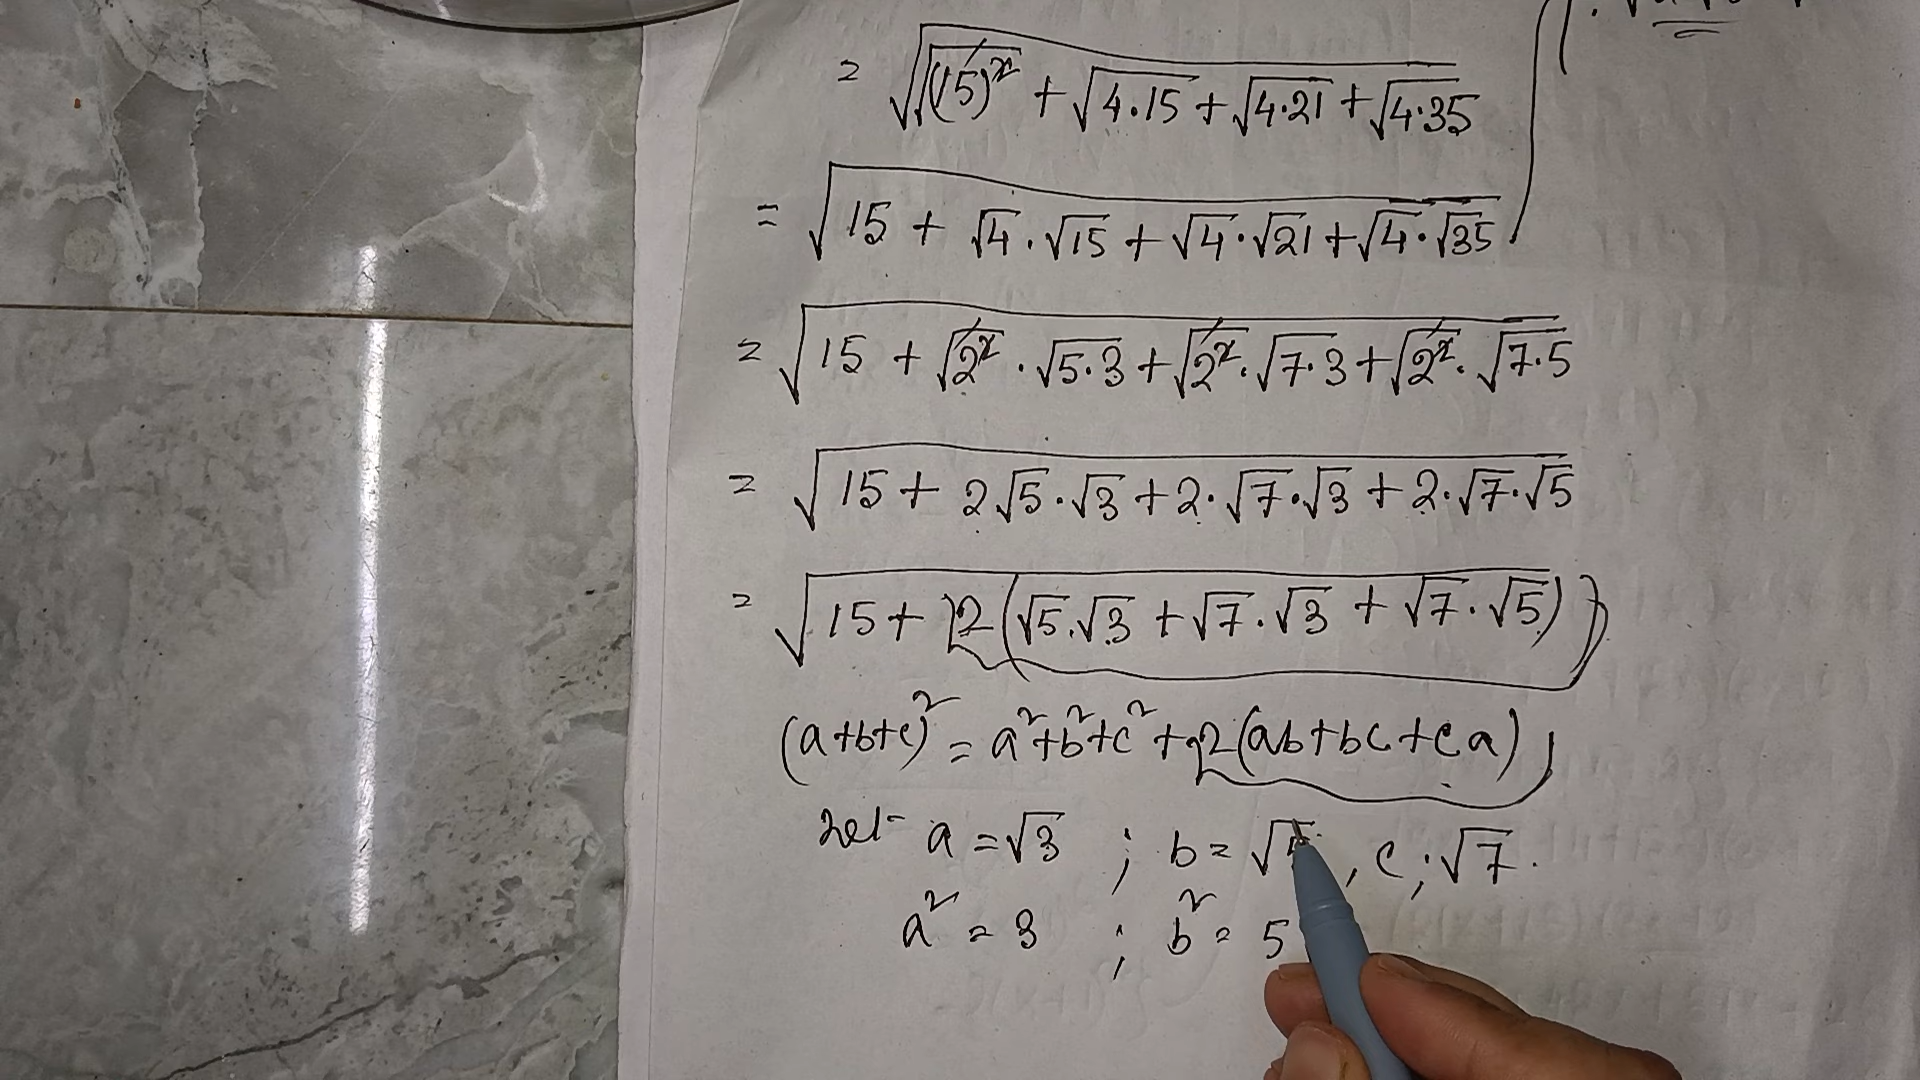 = √(√(15)² + √4·15 + √4·21 + √4·35
= √15 + √4·√15 + √4·√21 + √4·√35
= √15 + √2²·√5·3 + √2²·√7·3 + √2²·√7·5
= √15 + 2√5·√3 + 2·√7·√3 + 2·√7·√5
= √15 + 2(√5·√3 + √7·√3 + √7·√5)
(a+b+c)² = a²+b²+c² + 2(ab+bc+ca)
Let a = √3 ; b = √5, c; √7.
a² = 3 ; b² = 5